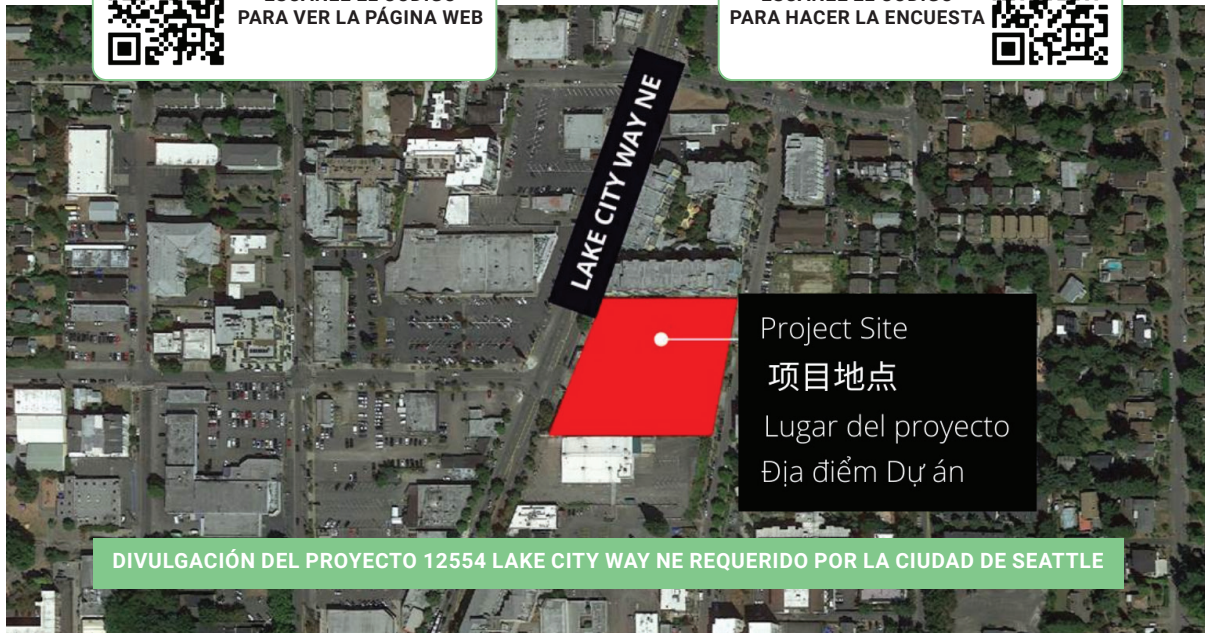 PARA VER LA PÁGINA WEB
PARA HACER LA ENCUESTA
LAKE CITY WAY NE
Project Site
项目地点
Lugar del proyecto
Địa điểm Dự án
DIVULGACIÓN DEL PROYECTO 12554 LAKE CITY WAY NE REQUERIDO POR LA CIUDAD DE SEATTLE